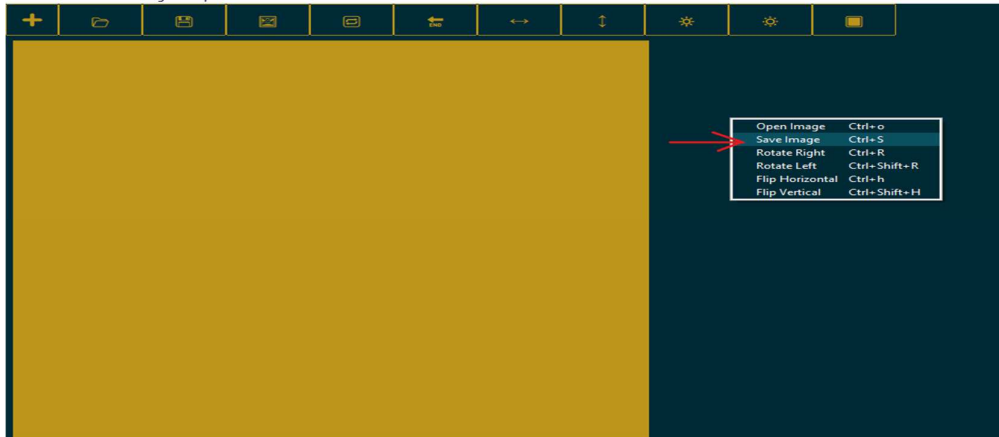 END
Open Image Ctrl+o
Save Image Ctrl+S
Rotate Right Ctrl+R
Rotate Left Ctrl+Shift+R
Flip Horizontal Ctrl+h
Flip Vertical Ctrl+Shift+H